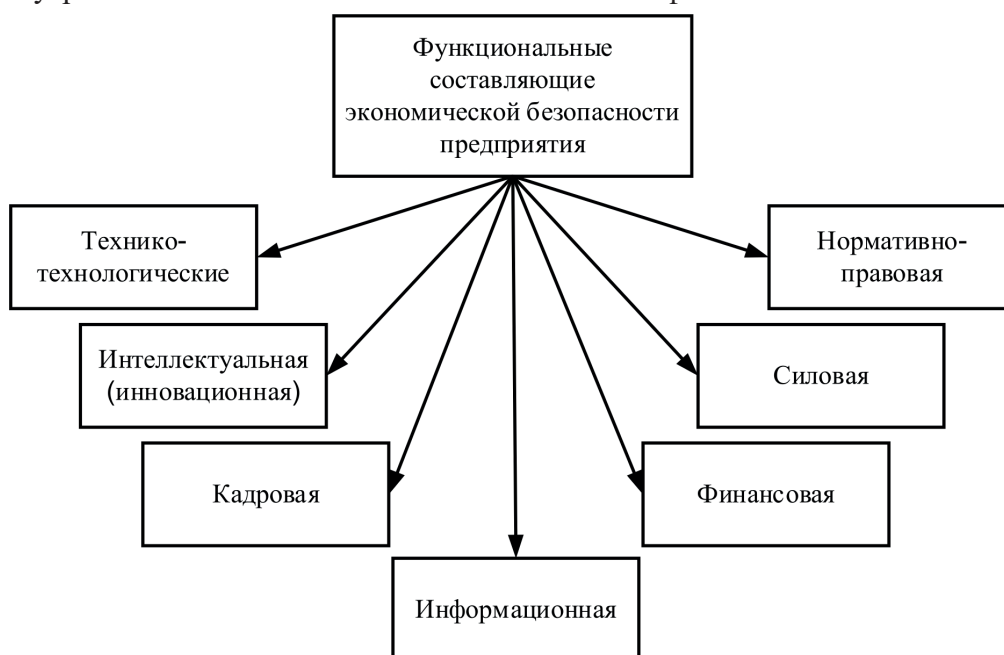 Функциональные
составляющие
экономической безопасности
предприятия
Технико-
технологические
Нормативно-
правовая
Интеллектуальная
(инновационная)
Силовая
Кадровая
Финансовая
Информационная